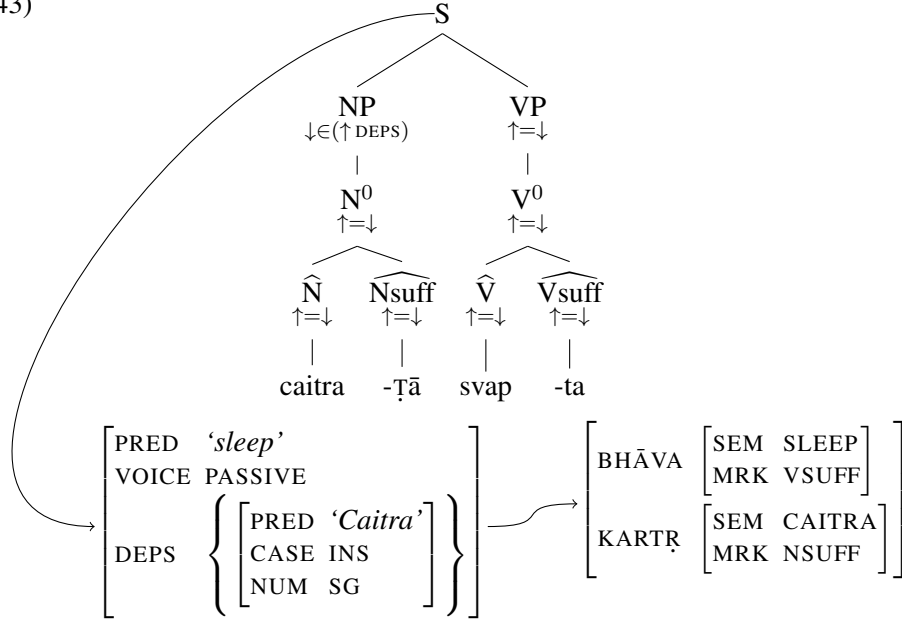 43)
S
NP VP
↓∈(↑ DEPS) ↑=↓
N⁰ V⁰
↑=↓ ↑=↓
N̂ N̂suff V̂ V̂suff
↑=↓ ↑=↓ ↑=↓ ↑=↓
caitra -Ṭā svap -ta
PRED ‘sleep’
VOICE PASSIVE
DEPS
PRED ‘Caitra’
CASE INS
NUM SG
BHĀVA
SEM SLEEP
MRK VSUFF
KARTṚ
SEM CAITRA
MRK NSUFF